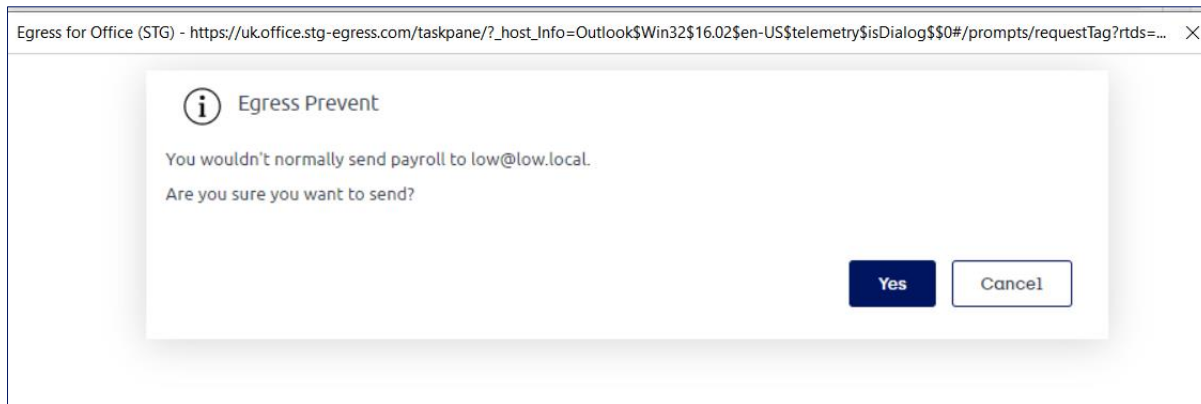 Egress for Office (STG) - https://uk.office.stg-egress.com/taskpane/?_host_Info=Outlook$Win32$16.02$en-US$telemetry$isDialog$$0#/prompts/requestTag?rtds=...
Egress Prevent
You wouldn't normally send payroll to low@low.local.
Are you sure you want to send?
Yes Cancel